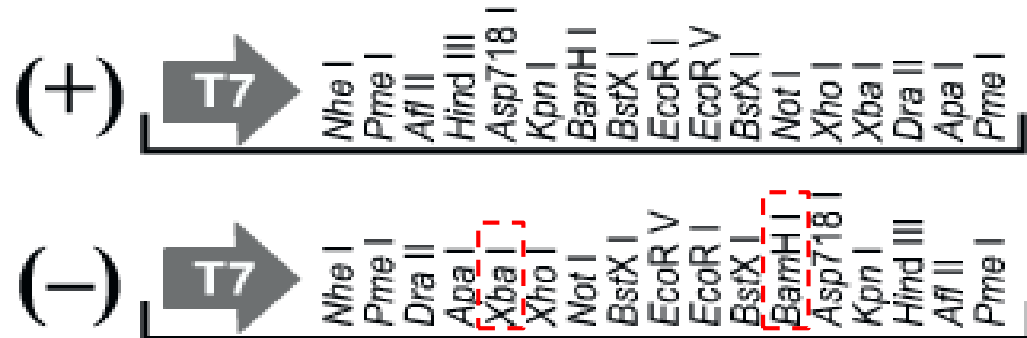 (+) T7 Nhe I Pme I Afl II Hind III Asp718 I Kpn I BamH I BstX I EcoR I EcoR V BstX I Not I Xho I Xba I Dra II Apa I Pme I
(−) T7 Nhe I Pme I Dra II Apa I Xba I Xho I Not I BstX I EcoR V EcoR I BstX I BamH I Asp718 I Kpn I Hind III Afl II Pme I